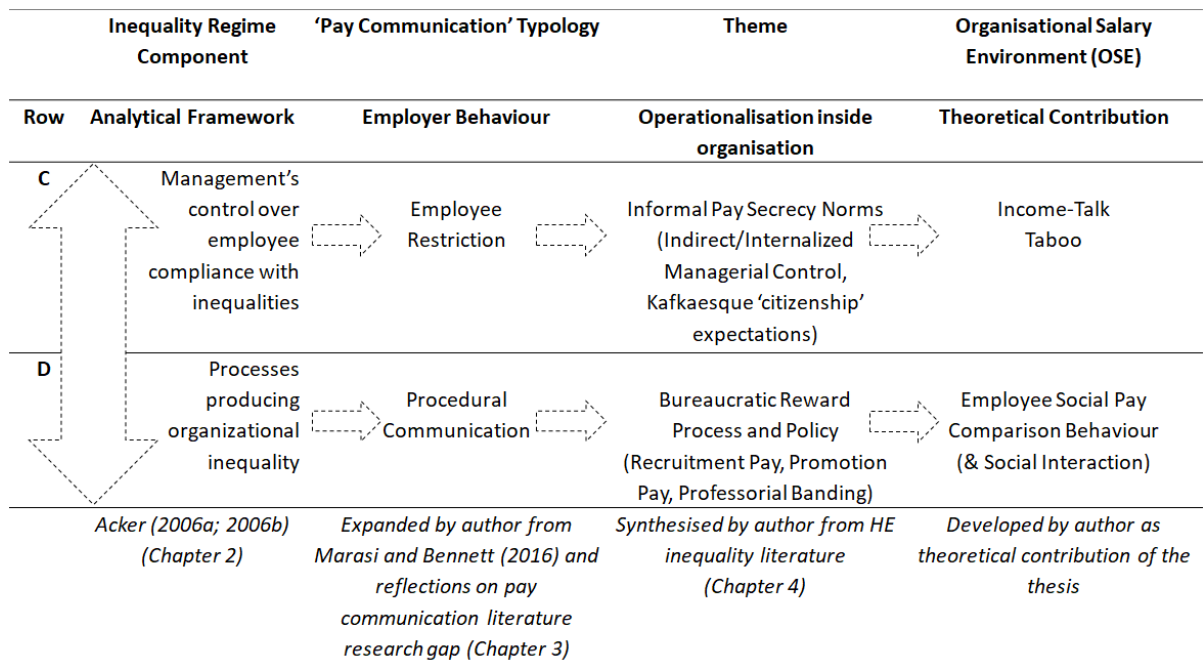 Inequality Regime Component
'Pay Communication' Typology
Theme
Organisational Salary Environment (OSE)
Row
Analytical Framework
Employer Behaviour
Operationalisation inside organisation
Theoretical Contribution
C
Management's
control over
employee
compliance with
inequalities
Employee
Restriction
Informal Pay Secrecy Norms
(Indirect/Internalized
Managerial Control,
Kafkaesque 'citizenship'
expectations)
Income-Talk
Taboo
D
Processes
producing
organizational
inequality
Procedural
Communication
Bureaucratic Reward
Process and Policy
(Recruitment Pay, Promotion
Pay, Professorial Banding)
Employee Social Pay
Comparison Behaviour
(& Social Interaction)
Acker (2006a; 2006b)
(Chapter 2)
Expanded by author from
Marasi and Bennett (2016) and
reflections on pay
communication literature
research gap (Chapter 3)
Synthesised by author from HE
inequality literature
(Chapter 4)
Developed by author as
theoretical contribution of the
thesis